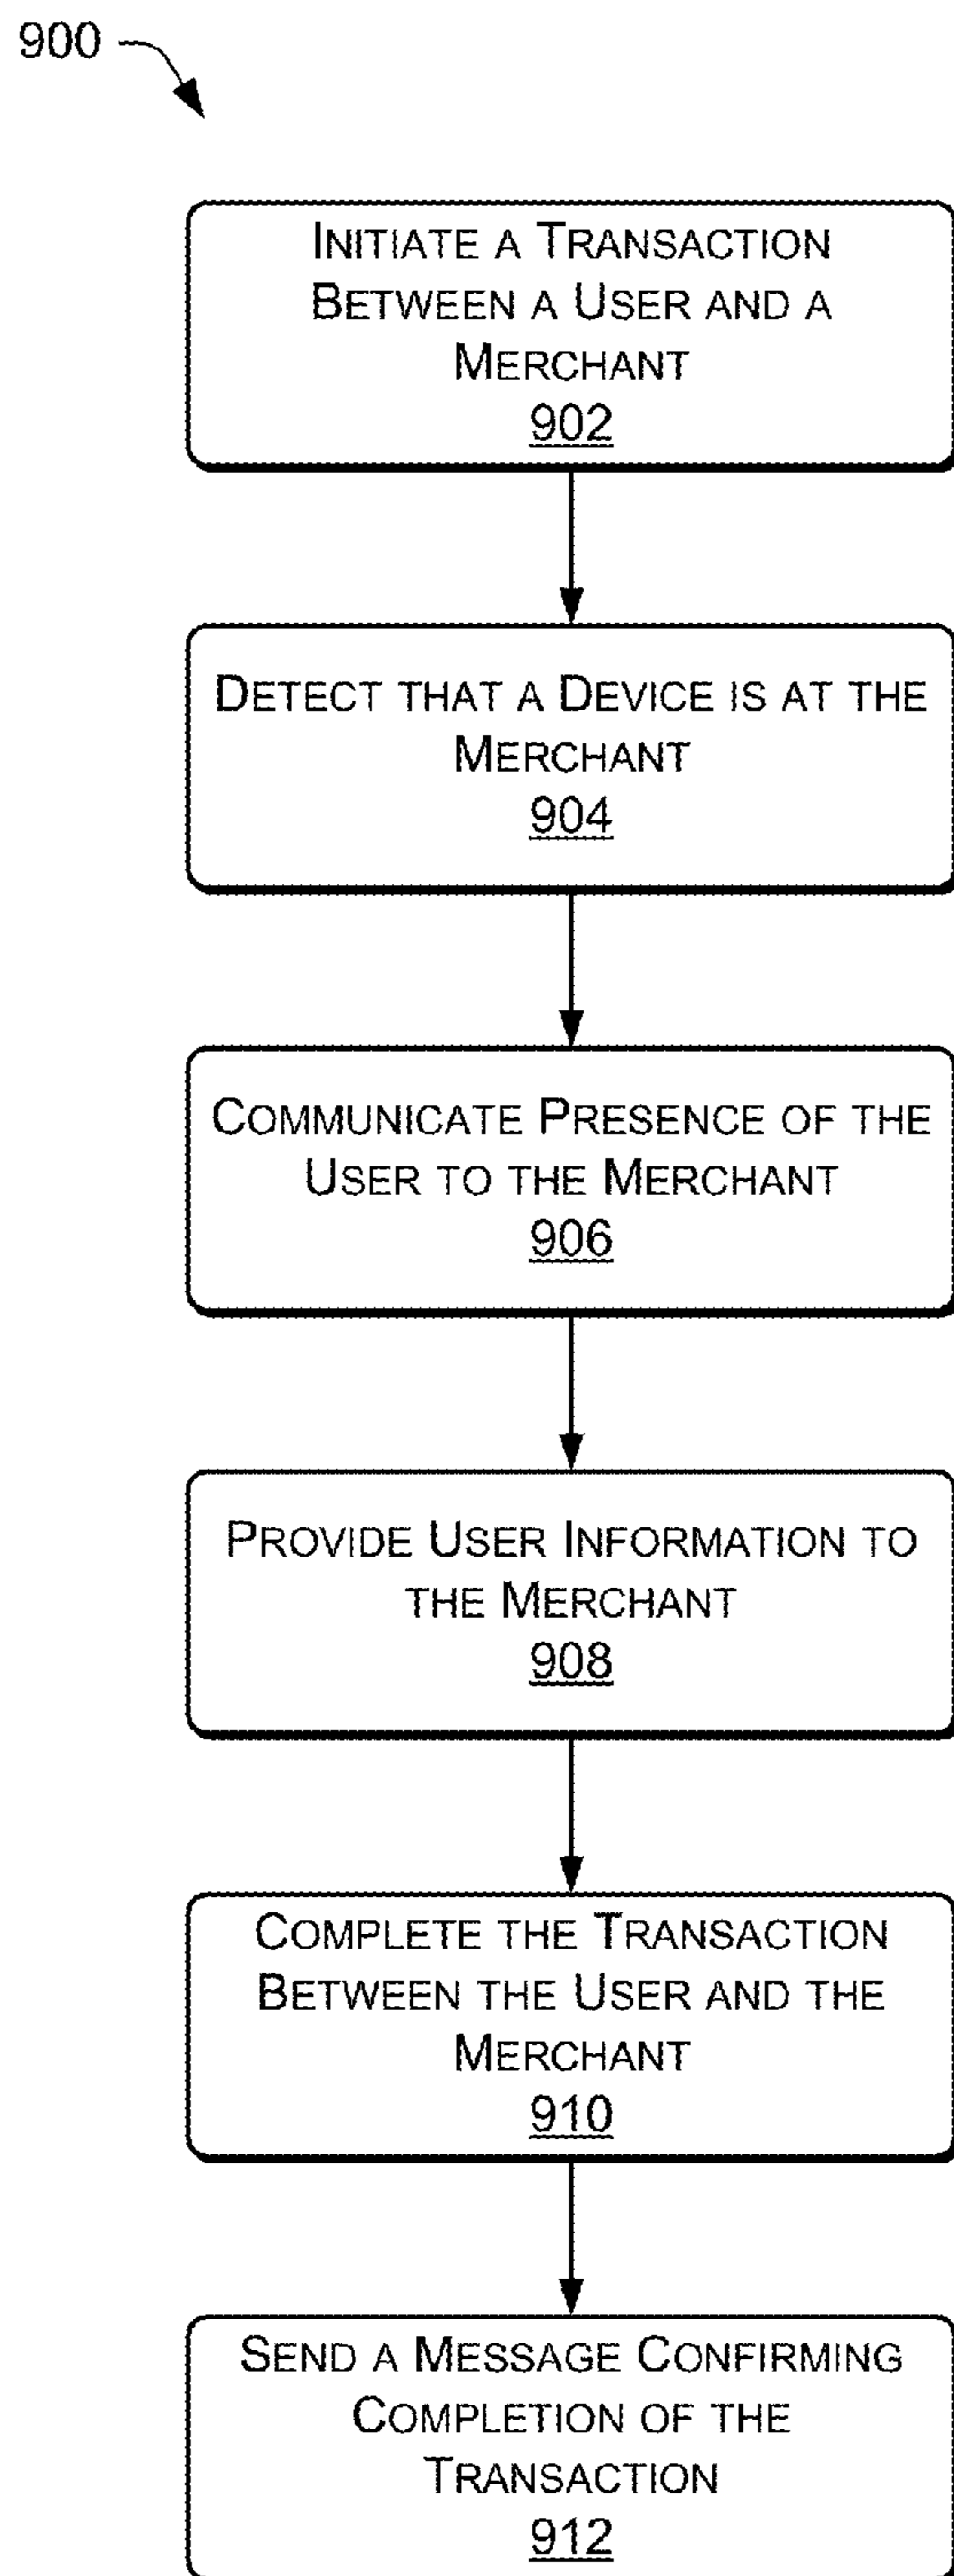 900
INITIATE A TRANSACTION
BETWEEN A USER AND A
MERCHANT
902
DETECT THAT A DEVICE IS AT THE
MERCHANT
904
COMMUNICATE PRESENCE OF THE
USER TO THE MERCHANT
906
PROVIDE USER INFORMATION TO
THE MERCHANT
908
COMPLETE THE TRANSACTION
BETWEEN THE USER AND THE
MERCHANT
910
SEND A MESSAGE CONFIRMING
COMPLETION OF THE
TRANSACTION
912